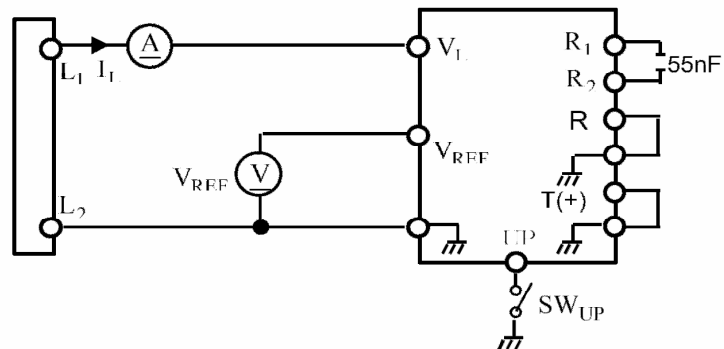 L1
IL
A
VL
R1
R2
55nF
R
VREF
VREF
V
T(+)
L2
UP
SWUP